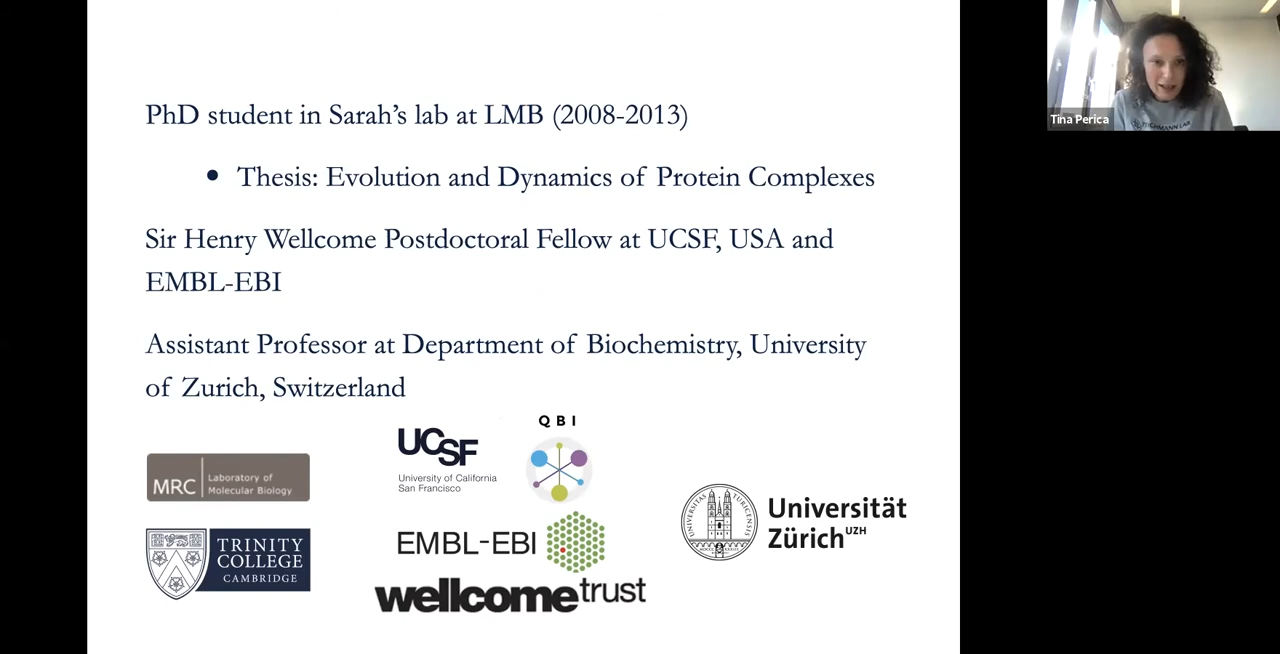 PhD student in Sarah's lab at LMB (2008-2013)
• Thesis: Evolution and Dynamics of Protein Complexes
Sir Henry Wellcome Postdoctoral Fellow at UCSF, USA and
EMBL-EBI
Assistant Professor at Department of Biochemistry, University
of Zurich, Switzerland
MRC
Laboratory of
Molecular Biology
TRINITY
COLLEGE
CAMBRIDGE
UCSF
University of California
San Francisco
QBI
EMBL-EBI
wellcometrust
UNIVERSITAS TURICENSIS
Universität
Zürich UZH
Tina Perica